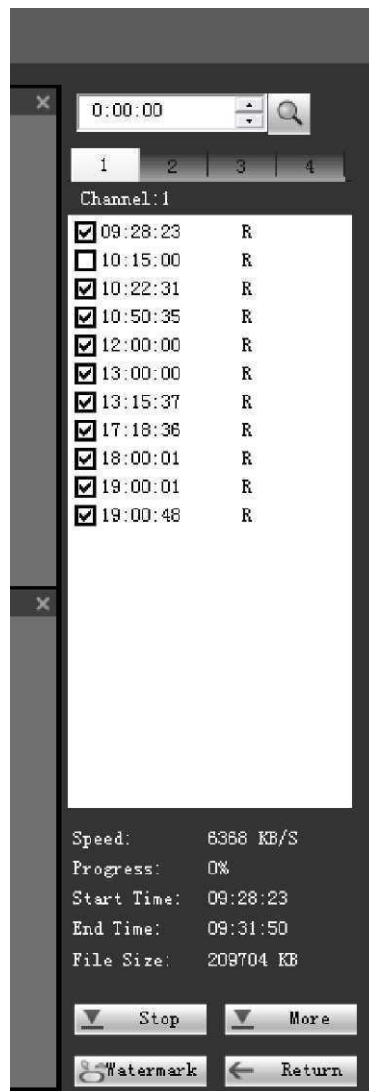 0:00:00
1 2 3 4
Channel:1
09:28:23 R
10:15:00 R
10:22:31 R
10:50:35 R
12:00:00 R
13:00:00 R
13:15:37 R
17:18:36 R
18:00:01 R
19:00:01 R
19:00:48 R
Speed: 6368 KB/S
Progress: 0%
Start Time: 09:28:23
End Time: 09:31:50
File Size: 209704 KB
Stop More
Watermark Return